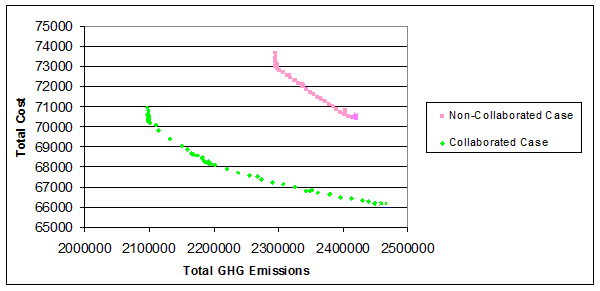 75000
74000
73000
72000
71000
70000
69000
68000
67000
66000
65000
Total Cost
2000000 2100000 2200000 2300000 2400000 2500000
Total GHG Emissions
Non-Collaborated Case
Collaborated Case